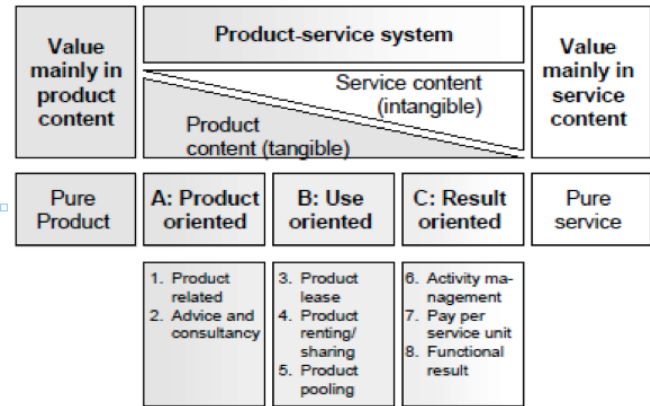 Value
mainly in
product
content
Product-service system
Service content
(intangible)
Product
content (tangible)
Value
mainly in
service
content
Pure
Product
A: Product
oriented
B: Use
oriented
C: Result
oriented
Pure
service
1. Product
related
2. Advice and
consultancy
3. Product
lease
4. Product
renting/
sharing
5. Product
pooling
6. Activity ma-
nagement
7. Pay per
service unit
8. Functional
result